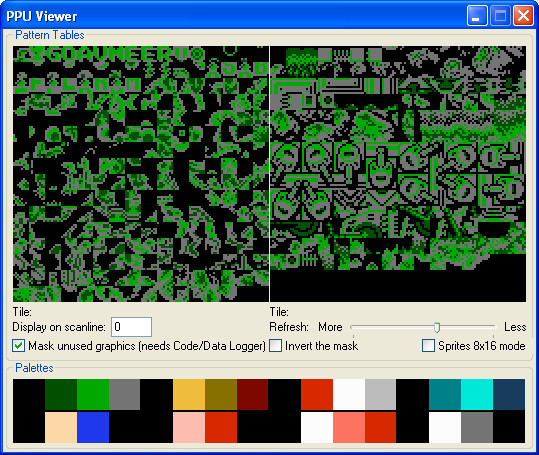 PPU Viewer
Pattern Tables
Tile:
Tile:
Display on scanline: 0
Refresh: More Less
Mask unused graphics (needs Code/Data Logger)
Invert the mask
Sprites 8x16 mode
Palettes